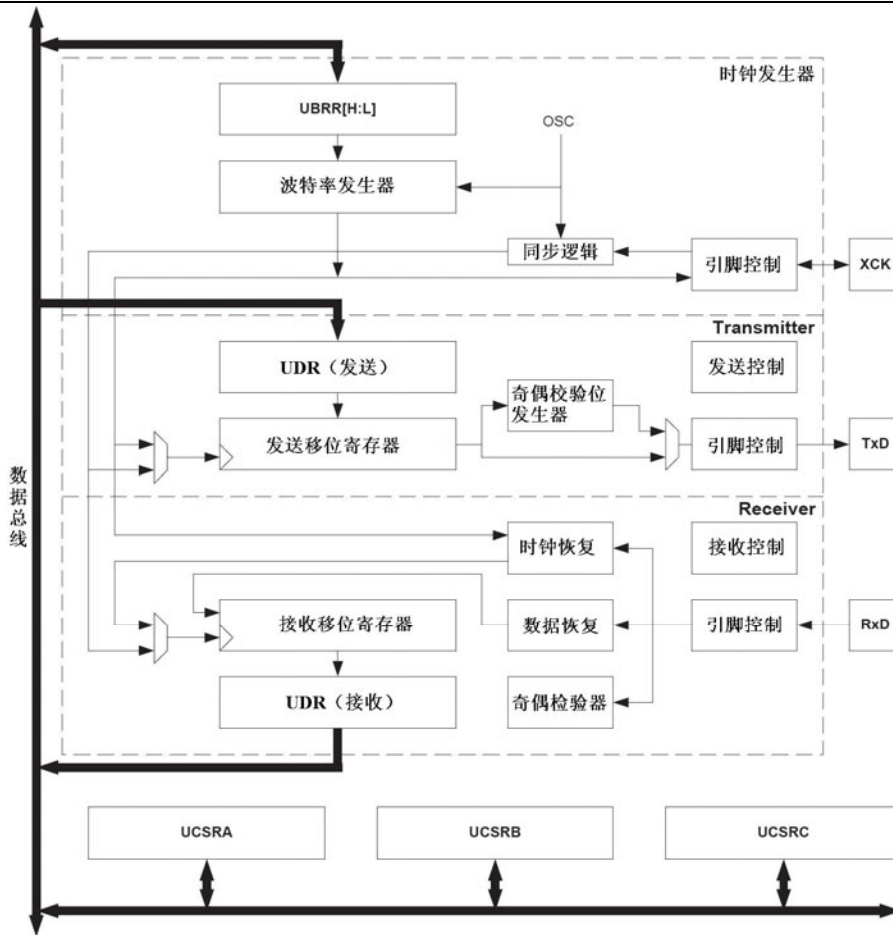 时钟发生器
UBRR[H:L]
OSC
波特率发生器
同步逻辑
引脚控制
XCK
Transmitter
UDR（发送）
发送控制
奇偶校验位
发生器
发送移位寄存器
引脚控制
TxD
数据总线
Receiver
时钟恢复
接收控制
接收移位寄存器
数据恢复
引脚控制
RxD
UDR（接收）
奇偶检验器
UCSRA
UCSRB
UCSRC